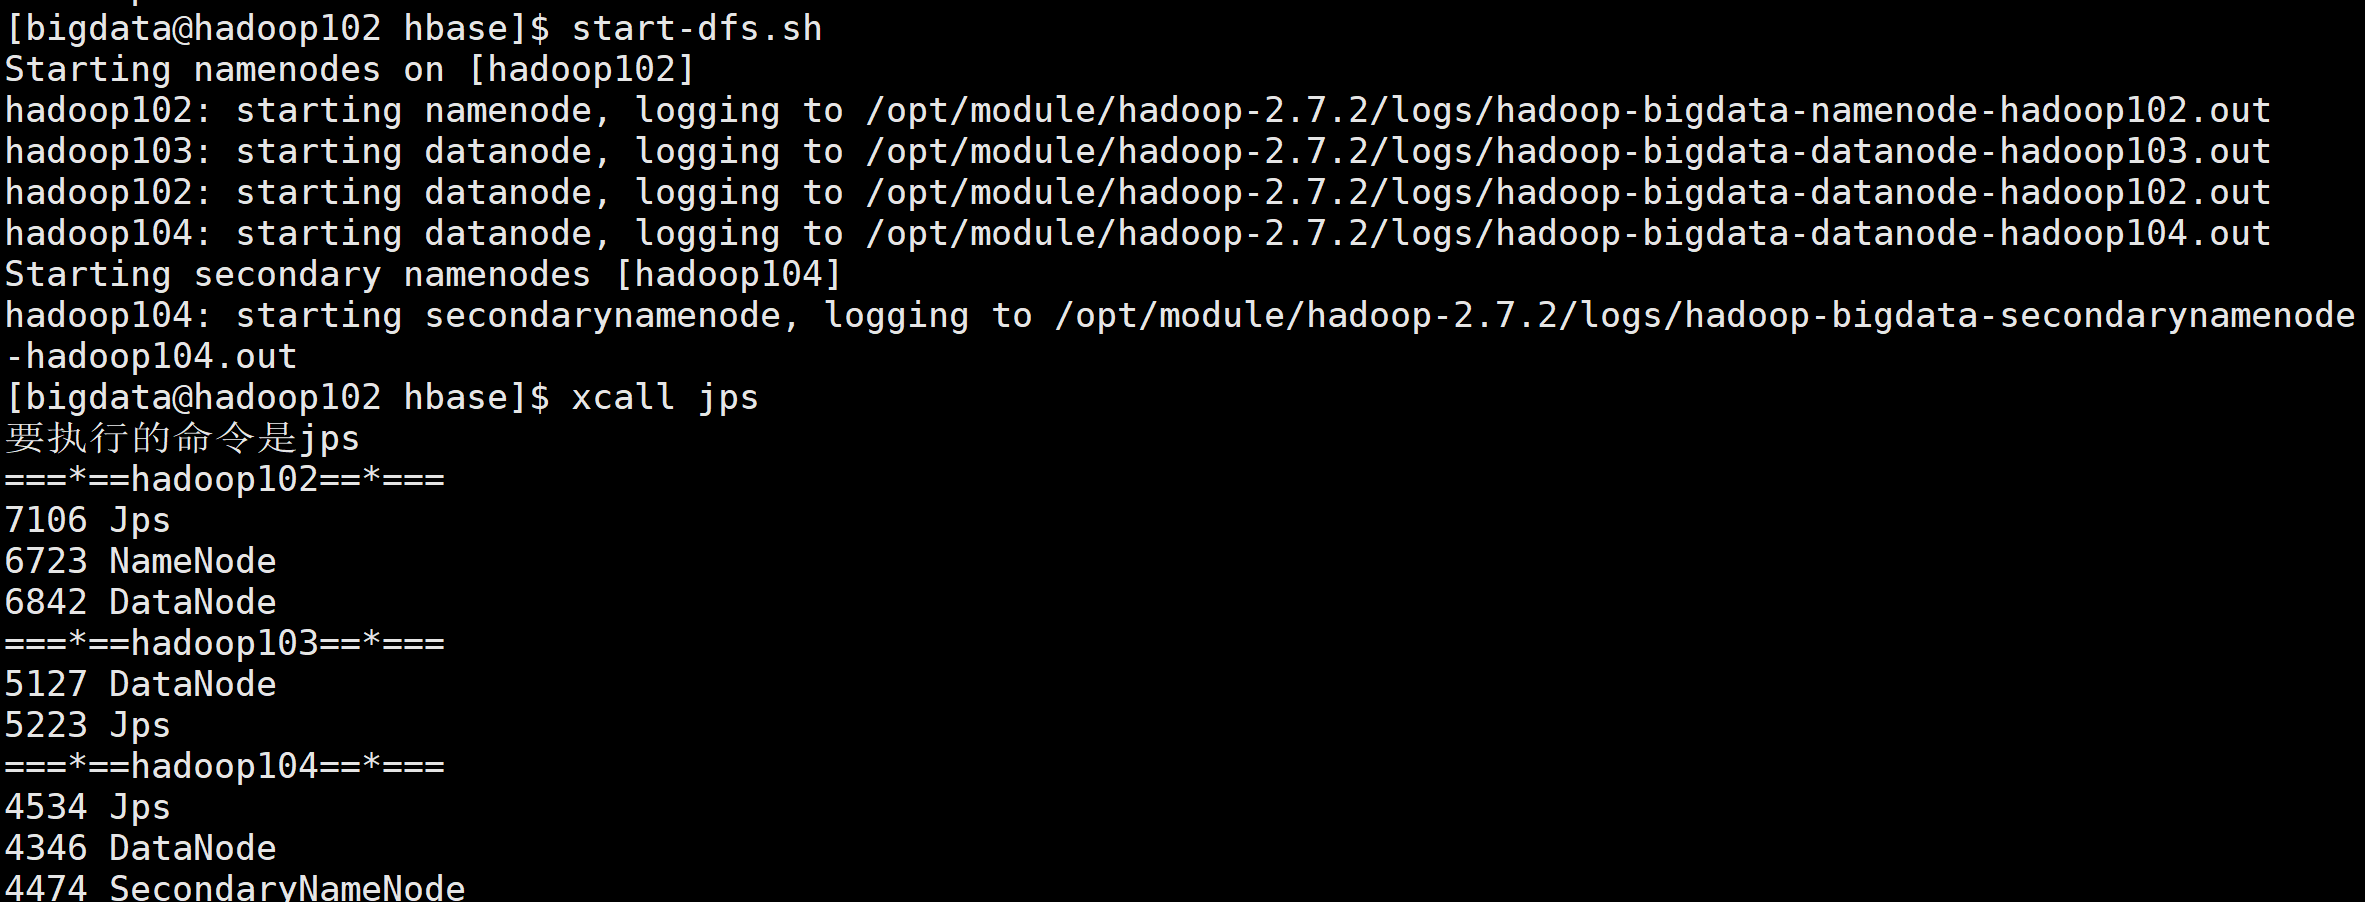 [bigdata@hadoop102 hbase]$ start-dfs.sh
Starting namenodes on [hadoop102]
hadoop102: starting namenode, logging to /opt/module/hadoop-2.7.2/logs/hadoop-bigdata-namenode-hadoop102.out
hadoop103: starting datanode, logging to /opt/module/hadoop-2.7.2/logs/hadoop-bigdata-datanode-hadoop103.out
hadoop102: starting datanode, logging to /opt/module/hadoop-2.7.2/logs/hadoop-bigdata-datanode-hadoop102.out
hadoop104: starting datanode, logging to /opt/module/hadoop-2.7.2/logs/hadoop-bigdata-datanode-hadoop104.out
Starting secondary namenodes [hadoop104]
hadoop104: starting secondarynamenode, logging to /opt/module/hadoop-2.7.2/logs/hadoop-bigdata-secondarynamenode
-hadoop104.out
[bigdata@hadoop102 hbase]$ xcall jps
要执行的命令是jps
===*==hadoop102==*===
7106 Jps
6723 NameNode
6842 DataNode
===*==hadoop103==*===
5127 DataNode
5223 Jps
===*==hadoop104==*===
4534 Jps
4346 DataNode
4474 SecondaryNameNode